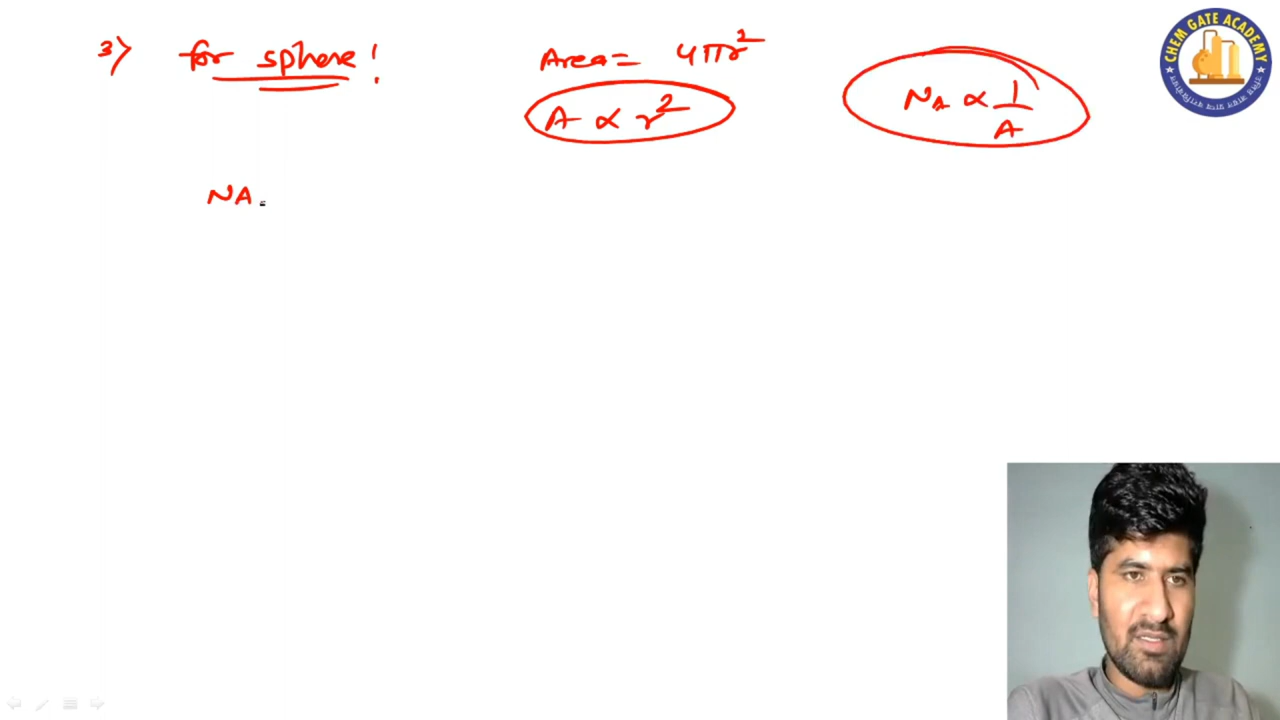 3) for sphere! Area = 4πr²
A ∝ r² N_A ∝ 1/A
NA
CHEM GATE ACADEMY